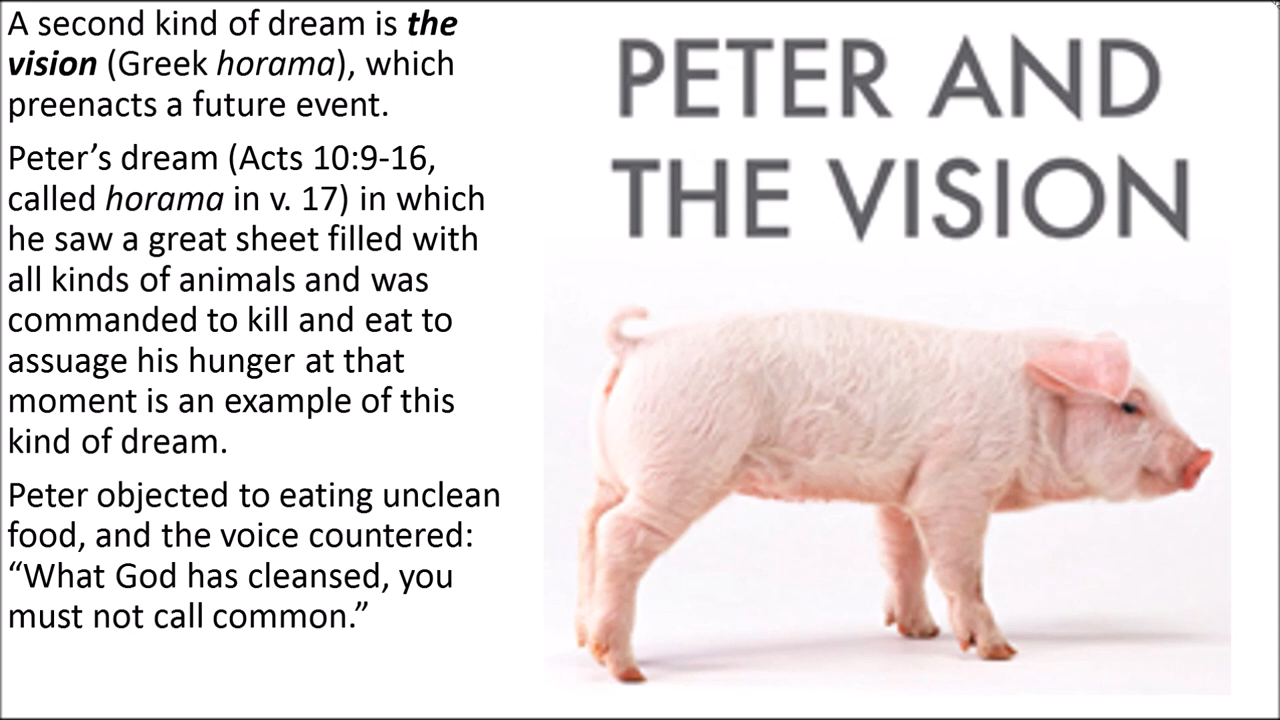 A second kind of dream is the
vision (Greek horama), which
preenacts a future event.
Peter’s dream (Acts 10:9-16,
called horama in v. 17) in which
he saw a great sheet filled with
all kinds of animals and was
commanded to kill and eat to
assuage his hunger at that
moment is an example of this
kind of dream.
Peter objected to eating unclean
food, and the voice countered:
“What God has cleansed, you
must not call common.”
PETER AND
THE VISION